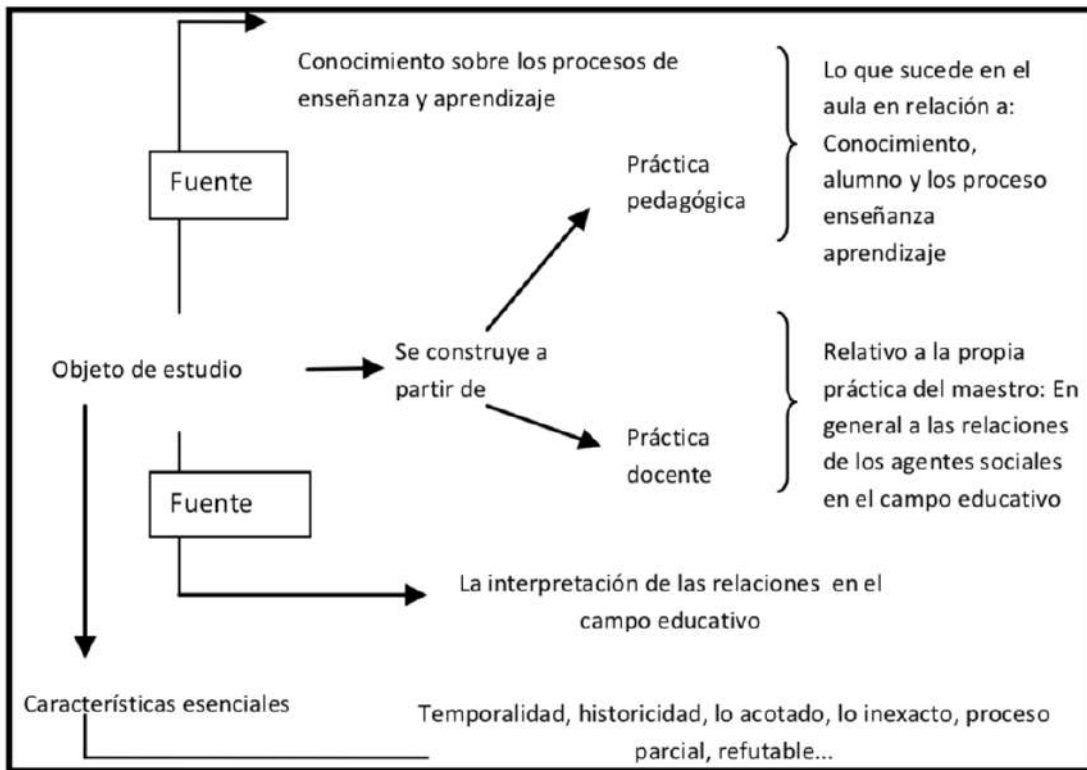 Conocimiento sobre los procesos de
enseñanza y aprendizaje
Fuente
Práctica
pedagógica
Lo que sucede en el
aula en relación a:
Conocimiento,
alumno y los proceso
enseñanza
aprendizaje
Objeto de estudio
Se construye a
partir de
Práctica
docente
Relativo a la propia
práctica del maestro: En
general a las relaciones
de los agentes sociales
en el campo educativo
Fuente
La interpretación de las relaciones en el
campo educativo
Características esenciales
Temporalidad, historicidad, lo acotado, lo inexacto, proceso
parcial, refutable...